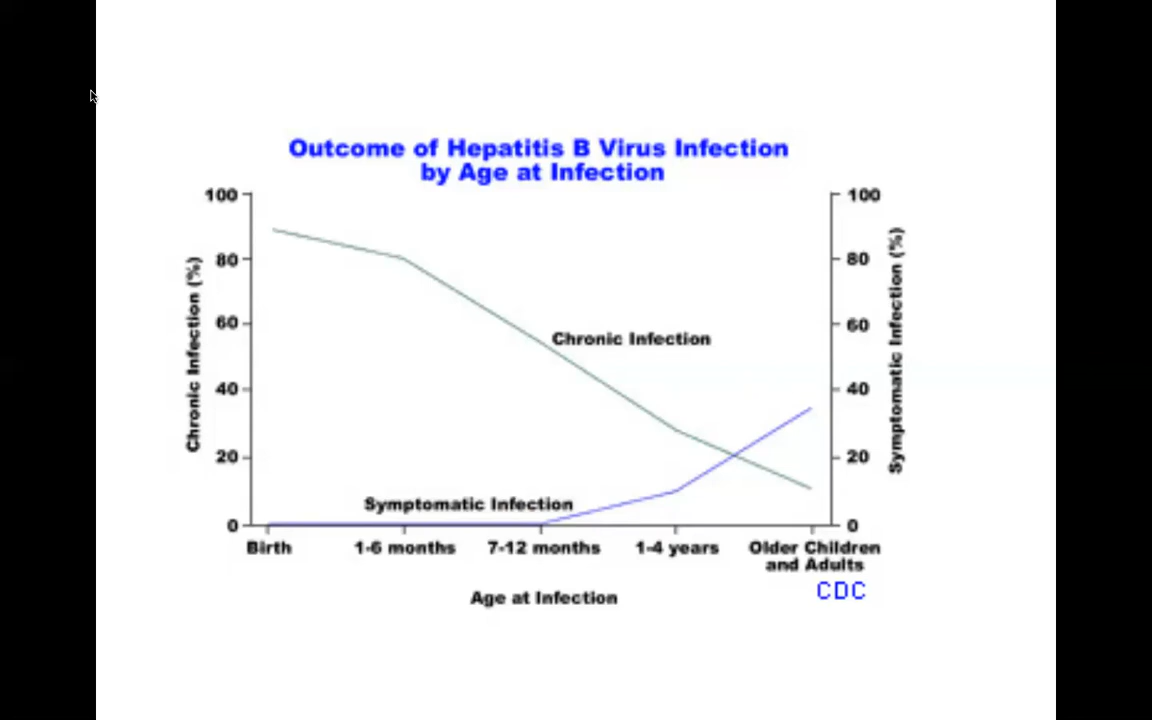 Outcome of Hepatitis B Virus Infection
by Age at Infection
100
80
60
40
20
0
Chronic Infection (%)
100
80
60
40
20
0
Symptomatic Infection (%)
Chronic Infection
Symptomatic Infection
Birth
1-6 months
7-12 months
1-4 years
Older Children
and Adults
Age at Infection
CDC